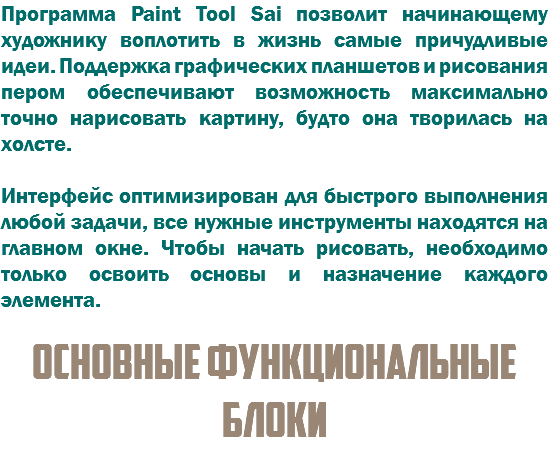 Программа Paint Tool Sai позволит начинающему
художнику воплотить в жизнь самые причудливые
идеи. Поддержка графических планшетов и рисования
пером обеспечивают возможность максимально
точно нарисовать картину, будто она творилась на
холсте.
Интерфейс оптимизирован для быстрого выполнения
любой задачи, все нужные инструменты находятся на
главном окне. Чтобы начать рисовать, необходимо
только освоить основы и назначение каждого
элемента.
ОСНОВНЫЕ ФУНКЦИОНАЛЬНЫЕ
БЛОКИ